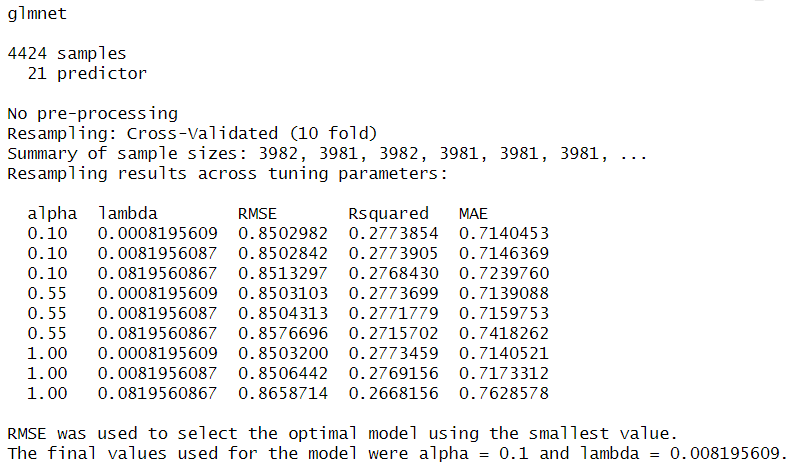 glmnet
4424 samples
21 predictor
No pre-processing
Resampling: Cross-Validated (10 fold)
Summary of sample sizes: 3982, 3981, 3982, 3981, 3981, 3981, ...
Resampling results across tuning parameters:
alpha lambda RMSE Rsquared MAE
0.10 0.0008195609 0.8502982 0.2773854 0.7140453
0.10 0.0081956087 0.8502842 0.2773905 0.7146369
0.10 0.0819560867 0.8513297 0.2768430 0.7239760
0.55 0.0008195609 0.8503103 0.2773699 0.7139088
0.55 0.0081956087 0.8504313 0.2771779 0.7159753
0.55 0.0819560867 0.8576696 0.2715702 0.7418262
1.00 0.0008195609 0.8503200 0.2773459 0.7140521
1.00 0.0081956087 0.8506442 0.2769156 0.7173312
1.00 0.0819560867 0.8658714 0.2668156 0.7628578
RMSE was used to select the optimal model using the smallest value.
The final values used for the model were alpha = 0.1 and lambda = 0.008195609.